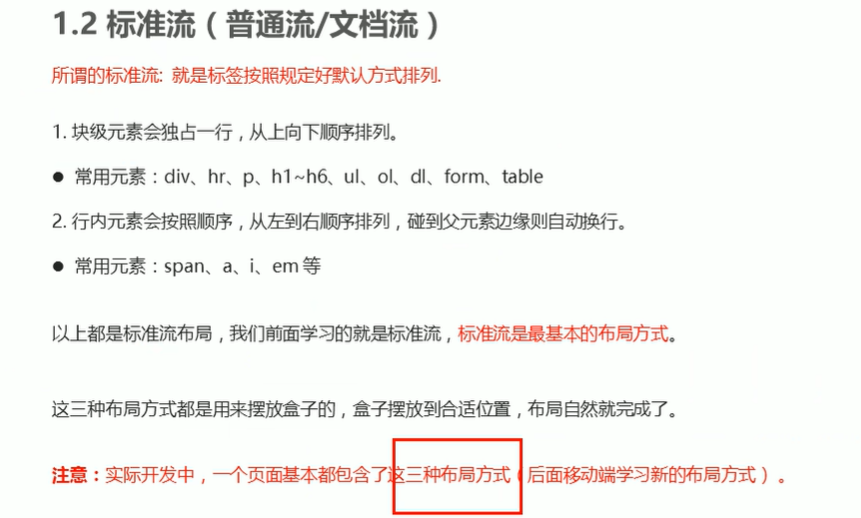 1.2 标准流（普通流/文档流）
所谓的标准流: 就是标签按照规定好默认方式排列.
1. 块级元素会独占一行，从上向下顺序排列。
● 常用元素：div、hr、p、h1~h6、ul、ol、dl、form、table
2. 行内元素会按照顺序，从左到右顺序排列，碰到父元素边缘则自动换行。
● 常用元素：span、a、i、em 等
以上都是标准流布局，我们前面学习的就是标准流，标准流是最基本的布局方式。
这三种布局方式都是用来摆放盒子的，盒子摆放到合适位置，布局自然就完成了。
注意：实际开发中，一个页面基本都包含了这三种布局方式（后面移动端学习新的布局方式）。